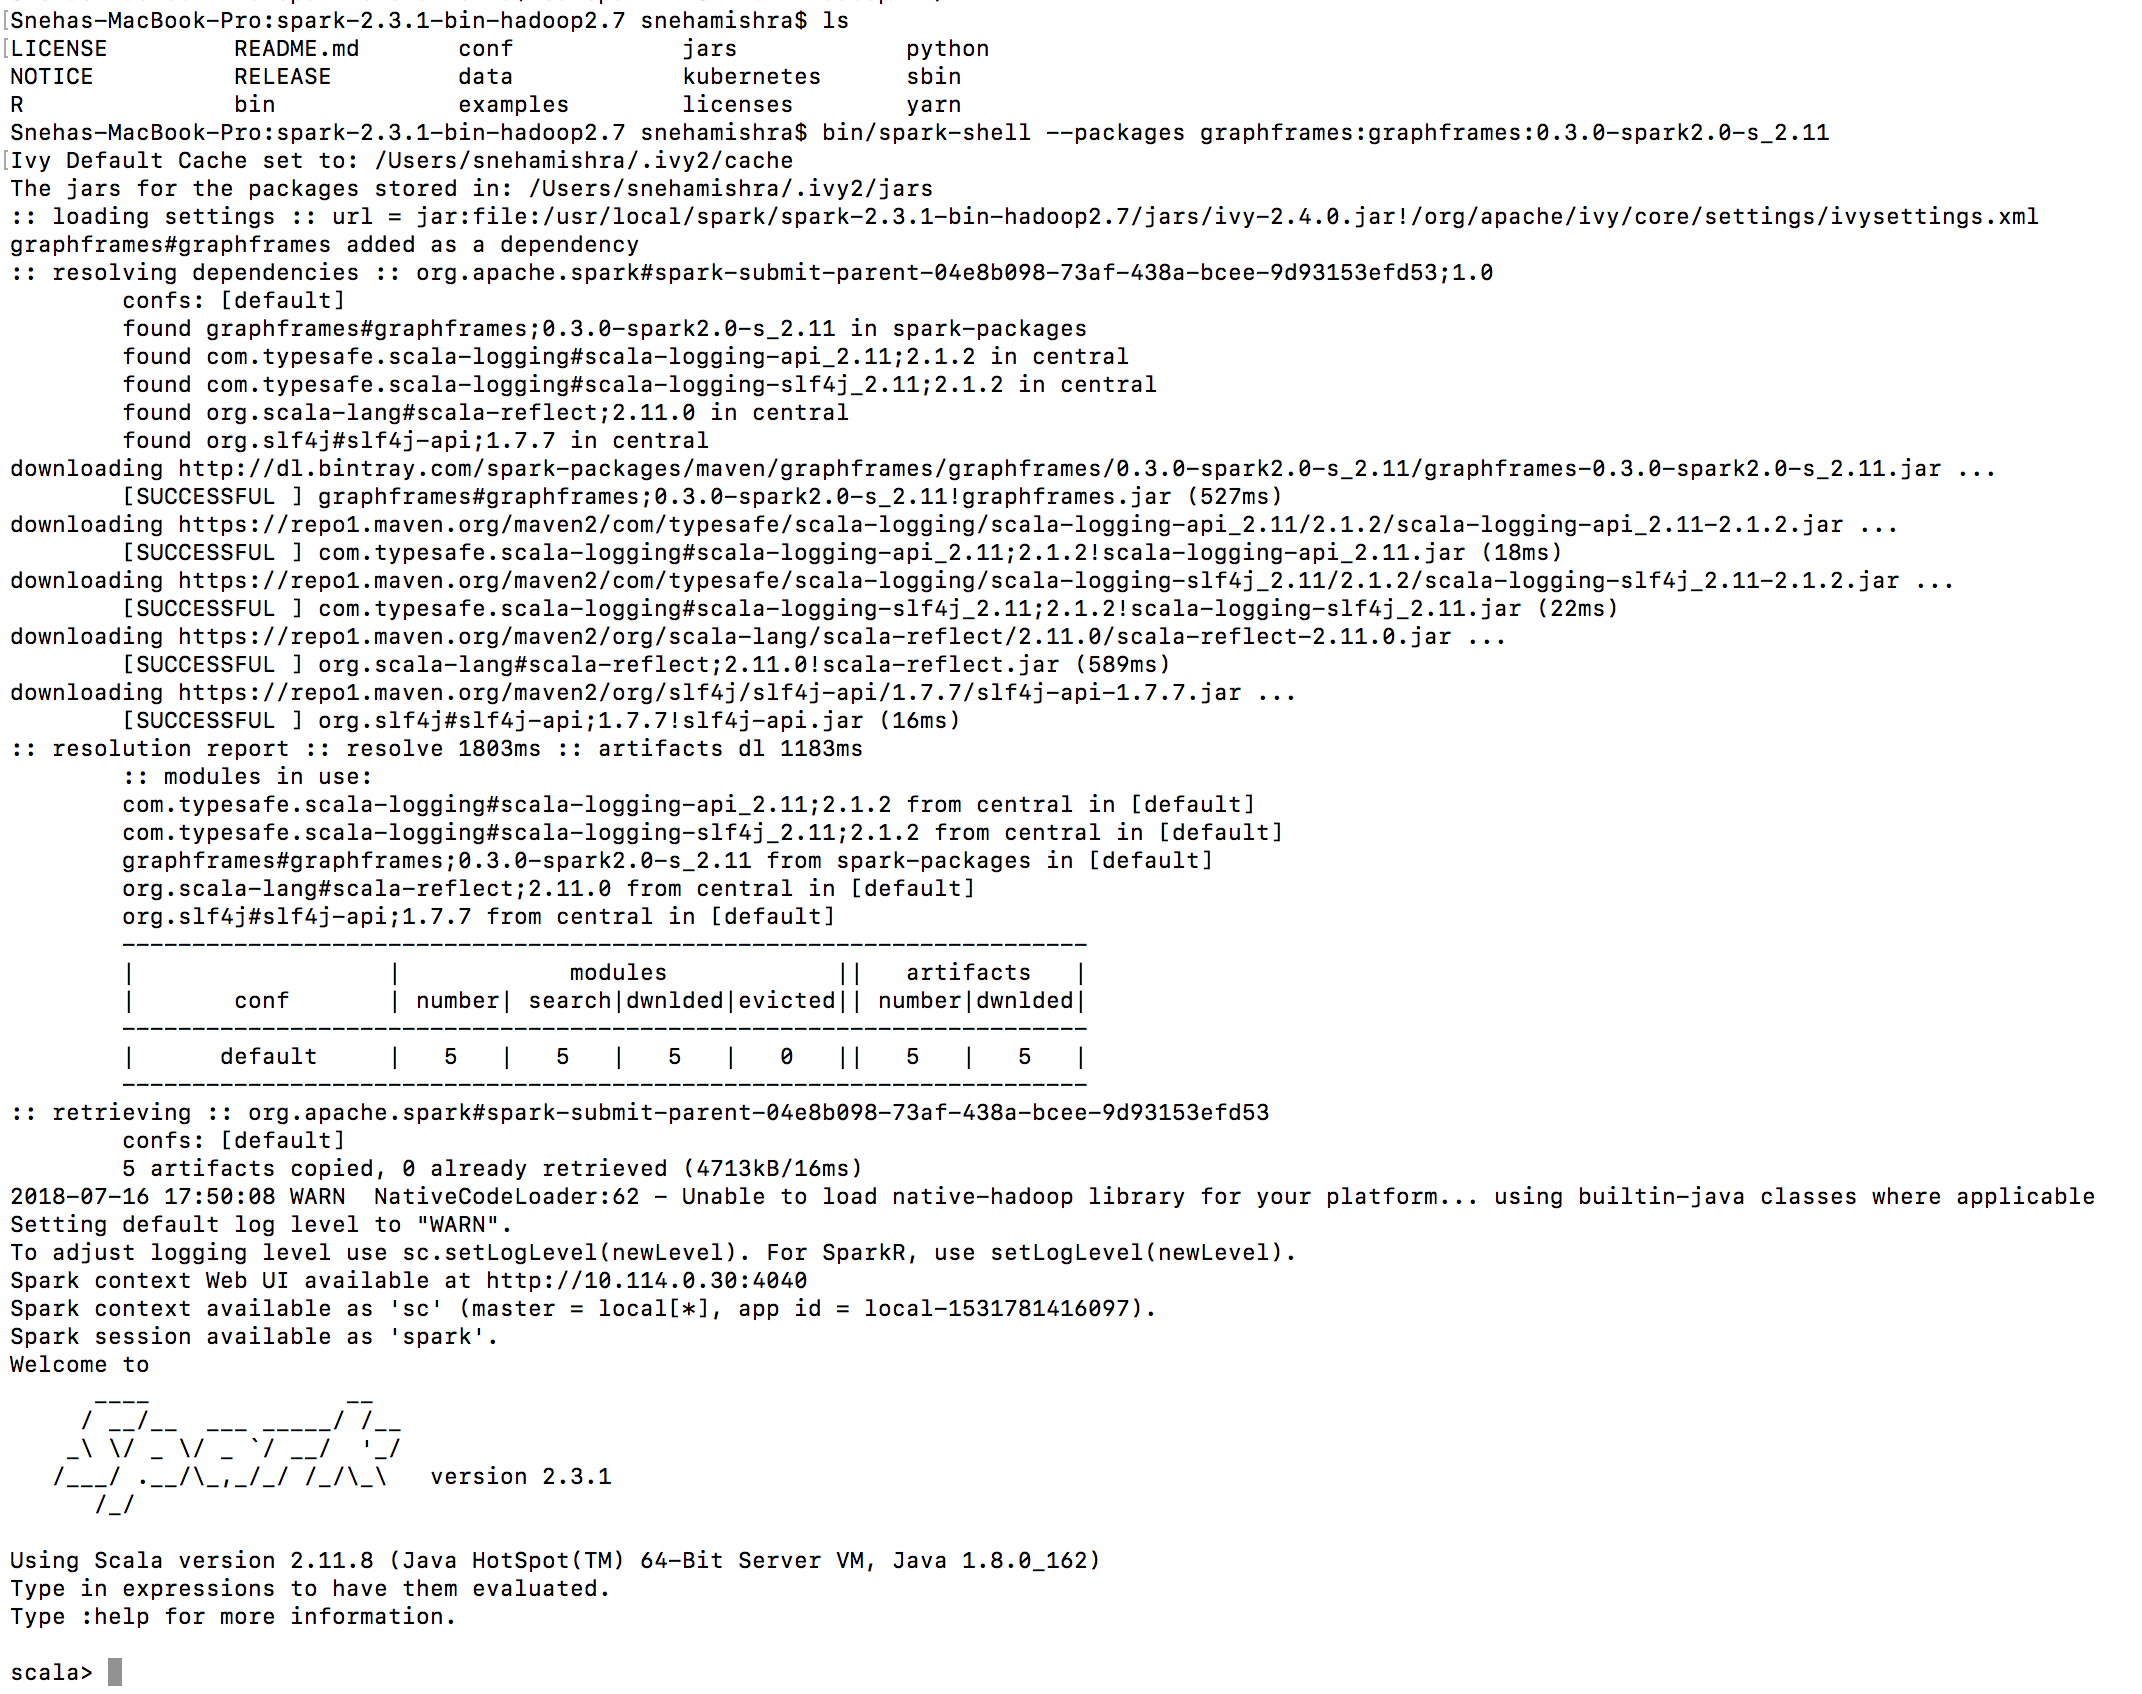 Snehas-MacBook-Pro:spark-2.3.1-bin-hadoop2.7 snehamishra$ ls
LICENSE         README.md       conf            jars            python
NOTICE          RELEASE         data            kubernetes      sbin
R               bin             examples        licenses        yarn
Snehas-MacBook-Pro:spark-2.3.1-bin-hadoop2.7 snehamishra$ bin/spark-shell --packages graphframes:graphframes:0.3.0-spark2.0-s_2.11
Ivy Default Cache set to: /Users/snehamishra/.ivy2/cache
The jars for the packages stored in: /Users/snehamishra/.ivy2/jars
:: loading settings :: url = jar:file:/usr/local/spark/spark-2.3.1-bin-hadoop2.7/jars/ivy-2.4.0.jar!/org/apache/ivy/core/settings/ivysettings.xml
graphframes#graphframes added as a dependency
:: resolving dependencies :: org.apache.spark#spark-submit-parent-04e8b098-73af-438a-bcee-9d93153efd53;1.0
        confs: [default]
        found graphframes#graphframes;0.3.0-spark2.0-s_2.11 in spark-packages
        found com.typesafe.scala-logging#scala-logging-api_2.11;2.1.2 in central
        found com.typesafe.scala-logging#scala-logging-slf4j_2.11;2.1.2 in central
        found org.scala-lang#scala-reflect;2.11.0 in central
        found org.slf4j#slf4j-api;1.7.7 in central
downloading http://dl.bintray.com/spark-packages/maven/graphframes/graphframes/0.3.0-spark2.0-s_2.11/graphframes-0.3.0-spark2.0-s_2.11.jar ...
        [SUCCESSFUL ] graphframes#graphframes;0.3.0-spark2.0-s_2.11!graphframes.jar (527ms)
downloading https://repo1.maven.org/maven2/com/typesafe/scala-logging/scala-logging-api_2.11/2.1.2/scala-logging-api_2.11-2.1.2.jar ...
        [SUCCESSFUL ] com.typesafe.scala-logging#scala-logging-api_2.11;2.1.2!scala-logging-api_2.11.jar (18ms)
downloading https://repo1.maven.org/maven2/com/typesafe/scala-logging/scala-logging-slf4j_2.11/2.1.2/scala-logging-slf4j_2.11-2.1.2.jar ...
        [SUCCESSFUL ] com.typesafe.scala-logging#scala-logging-slf4j_2.11;2.1.2!scala-logging-slf4j_2.11.jar (22ms)
downloading https://repo1.maven.org/maven2/org/scala-lang/scala-reflect/2.11.0/scala-reflect-2.11.0.jar ...
        [SUCCESSFUL ] org.scala-lang#scala-reflect;2.11.0!scala-reflect.jar (589ms)
downloading https://repo1.maven.org/maven2/org/slf4j/slf4j-api/1.7.7/slf4j-api-1.7.7.jar ...
        [SUCCESSFUL ] org.slf4j#slf4j-api;1.7.7!slf4j-api.jar (16ms)
:: resolution report :: resolve 1803ms :: artifacts dl 1183ms
        :: modules in use:
        com.typesafe.scala-logging#scala-logging-api_2.11;2.1.2 from central in [default]
        com.typesafe.scala-logging#scala-logging-slf4j_2.11;2.1.2 from central in [default]
        graphframes#graphframes;0.3.0-spark2.0-s_2.11 from spark-packages in [default]
        org.scala-lang#scala-reflect;2.11.0 from central in [default]
        org.slf4j#slf4j-api;1.7.7 from central in [default]
        ---------------------------------------------------------------------
        |                  |            modules            ||   artifacts   |
        |       conf       | number| search|dwnlded|evicted|| number|dwnlded|
        ---------------------------------------------------------------------
        |      default     |   5   |   5   |   5   |   0   ||   5   |   5   |
        ---------------------------------------------------------------------
:: retrieving :: org.apache.spark#spark-submit-parent-04e8b098-73af-438a-bcee-9d93153efd53
        confs: [default]
        5 artifacts copied, 0 already retrieved (4713kB/16ms)
2018-07-16 17:50:08 WARN  NativeCodeLoader:62 - Unable to load native-hadoop library for your platform... using builtin-java classes where applicable
Setting default log level to "WARN".
To adjust logging level use sc.setLogLevel(newLevel). For SparkR, use setLogLevel(newLevel).
Spark context Web UI available at http://10.114.0.30:4040
Spark context available as 'sc' (master = local[*], app id = local-1531781416097).
Spark session available as 'spark'.
Welcome to
      ____              __
     / __/__  ___ _____/ /__
    _\ \/ _ \/ _ `/ __/  '_/
   /___/ .__/\_,_/_/ /_/\_\   version 2.3.1
      /_/
Using Scala version 2.11.8 (Java HotSpot(TM) 64-Bit Server VM, Java 1.8.0_162)
Type in expressions to have them evaluated.
Type :help for more information.
scala>